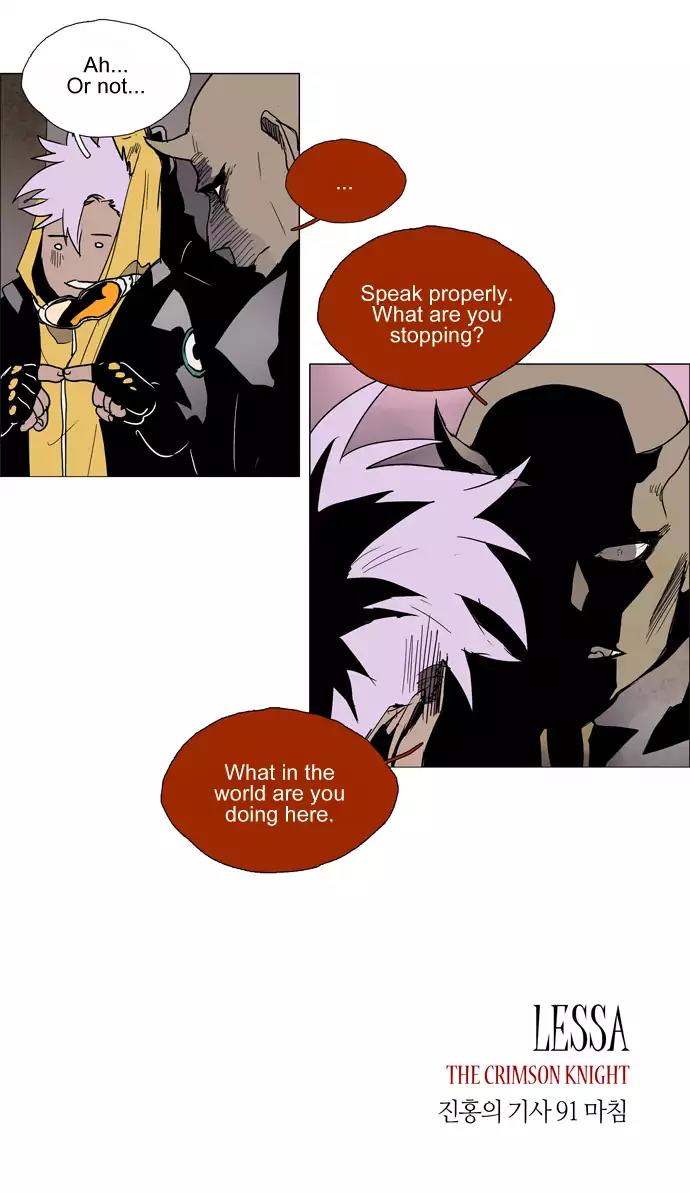 Ah...
Or not...
...
Speak properly.
What are you
stopping?
What in the
world are you
doing here.
LESSA
THE CRIMSON KNIGHT
진홍의 기사 91 마침